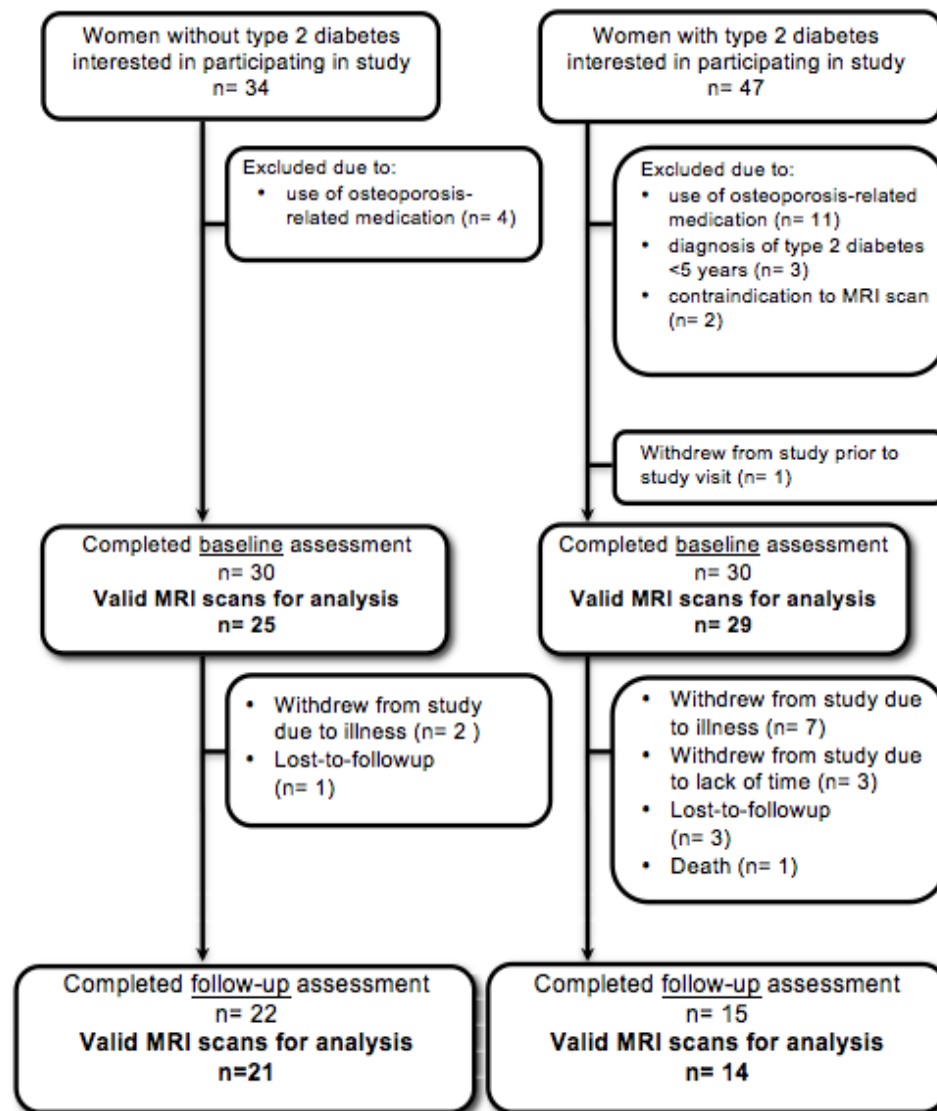 Women without type 2 diabetes
interested in participating in study
n= 34
Women with type 2 diabetes
interested in participating in study
n= 47
Excluded due to:
• use of osteoporosis-
related medication (n= 4)
Excluded due to:
• use of osteoporosis-related
medication (n= 11)
• diagnosis of type 2 diabetes
<5 years (n= 3)
• contraindication to MRI scan
(n= 2)
Withdrew from study prior to
study visit (n= 1)
Completed baseline assessment
n= 30
Valid MRI scans for analysis
n= 25
Completed baseline assessment
n= 30
Valid MRI scans for analysis
n= 29
• Withdrew from study
due to illness (n= 2 )
• Lost-to-followup
(n= 1)
• Withdrew from study due
to illness (n= 7)
• Withdrew from study due
to lack of time (n= 3)
• Lost-to-followup
(n= 3)
• Death (n= 1)
Completed follow-up assessment
n= 22
Valid MRI scans for analysis
n=21
Completed follow-up assessment
n= 15
Valid MRI scans for analysis
n= 14